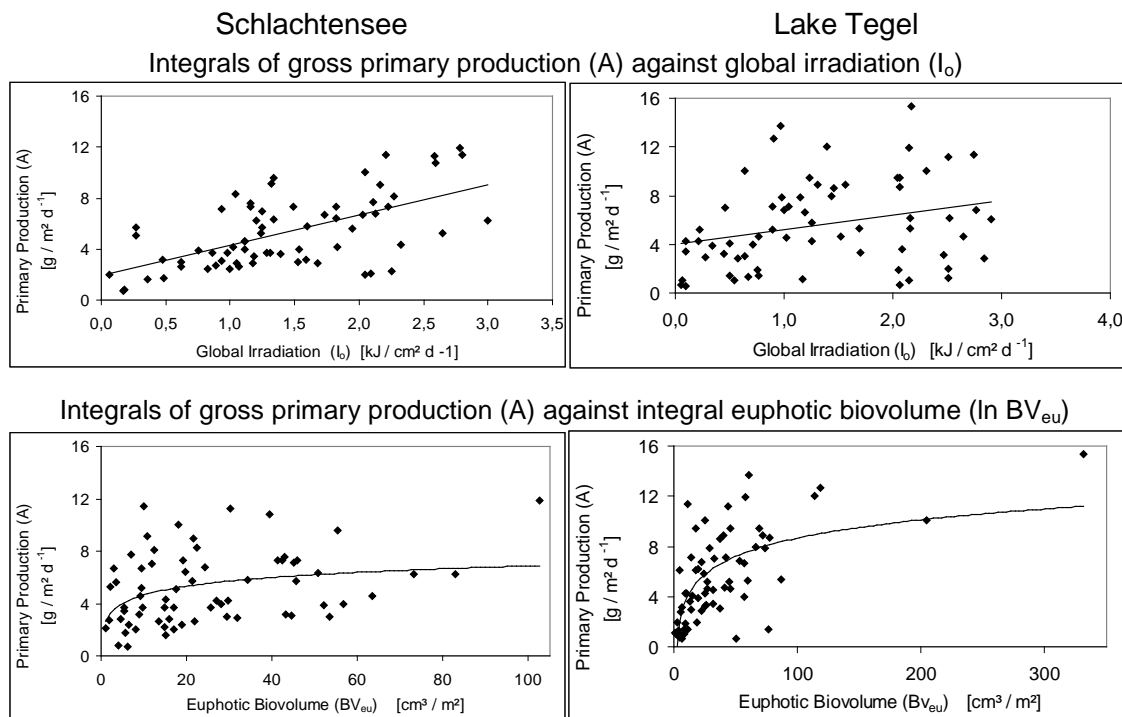 Schlachtensee Lake Tegel
Integrals of gross primary production (A) against global irradiation (Io)
Primary Production (A)
[g / m² d⁻¹]
16
12
8
4
0
0,0 0,5 1,0 1,5 2,0 2,5 3,0 3,5
Global Irradiation (Io) [kJ / cm² d -1]
Primary Production (A)
[g / m² d⁻¹]
16
12
8
4
0
0,0 1,0 2,0 3,0 4,0
Global Irradiation (Io) [kJ / cm² d⁻¹]
Integrals of gross primary production (A) against integral euphotic biovolume (ln BVeu)
Primary Production (A)
[g / m² d⁻¹]
16
12
8
4
0
0 20 40 60 80 100
Euphotic Biovolume (BVeu) [cm³ / m²]
Primary Production (A)
[g / m² d⁻¹]
16
12
8
4
0
0 100 200 300
Euphotic Biovolume (Bveu) [cm³ / m²]